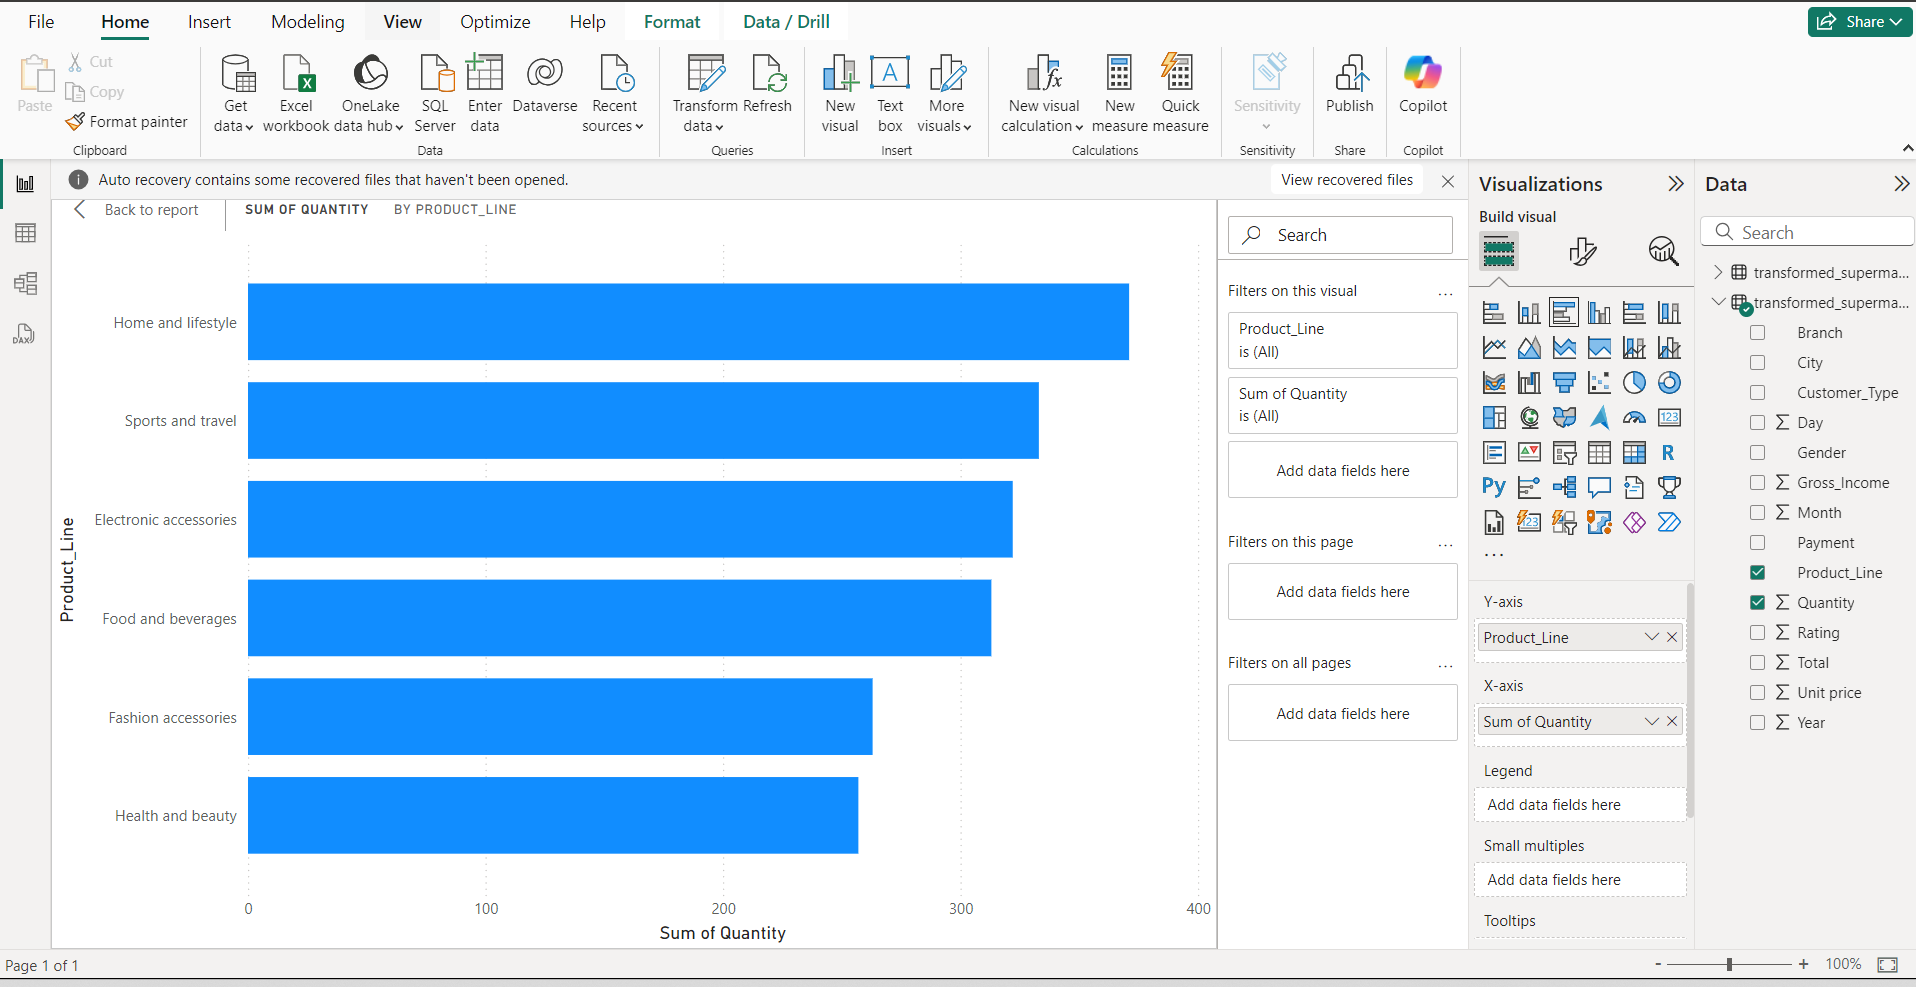 File Home Insert Modeling View Optimize Help Format Data / Drill Share
Paste
Cut
Copy
Format painter
Clipboard
Get data
Excel workbook
OneLake data hub
SQL Server
Enter data
Dataverse
Recent sources
Data
Transform data
Refresh
Queries
New visual
Text box
More visuals
Insert
New visual calculation
New measure
Quick measure
Calculations
Sensitivity
Sensitivity
Publish
Share
Copilot
Copilot
Auto recovery contains some recovered files that haven't been opened. View recovered files
Back to report SUM OF QUANTITY BY PRODUCT_LINE
Product_Line
Home and lifestyle
Sports and travel
Electronic accessories
Food and beverages
Fashion accessories
Health and beauty
0 100 200 300 400
Sum of Quantity
Search
Filters on this visual ...
Product_Line
is (All)
Sum of Quantity
is (All)
Add data fields here
Filters on this page ...
Add data fields here
Filters on all pages ...
Add data fields here
Visualizations
Build visual
123
R
Py
123
...
Y-axis
Product_Line
X-axis
Sum of Quantity
Legend
Add data fields here
Small multiples
Add data fields here
Tooltips
Data
Search
transformed_superma...
transformed_superma...
Branch
City
Customer_Type
Σ Day
Gender
Σ Gross_Income
Σ Month
Payment
Product_Line
Σ Quantity
Σ Rating
Σ Total
Σ Unit price
Σ Year
DAX
Page 1 of 1
- + 100%